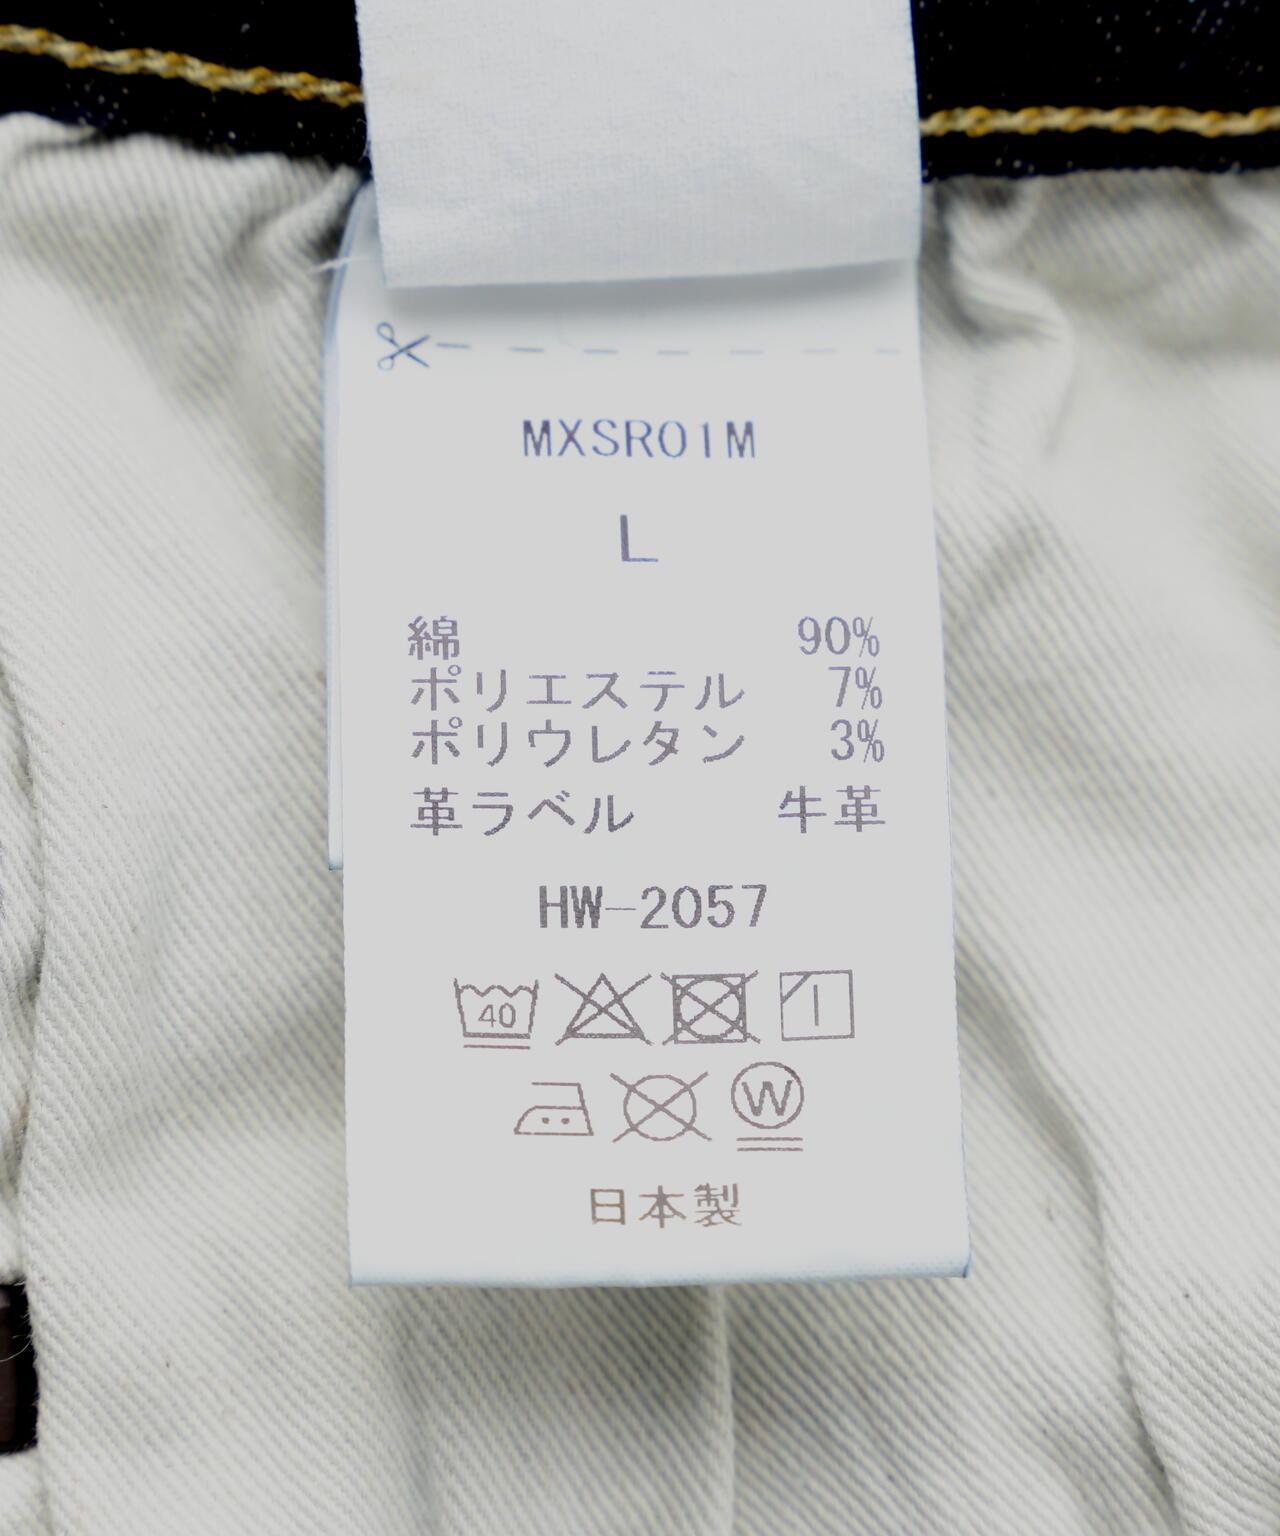 MXSR01M
L
綿 90%
ポリエステル 7%
ポリウレタン 3%
革ラベル 牛革
HW-2057
40
W
日本製